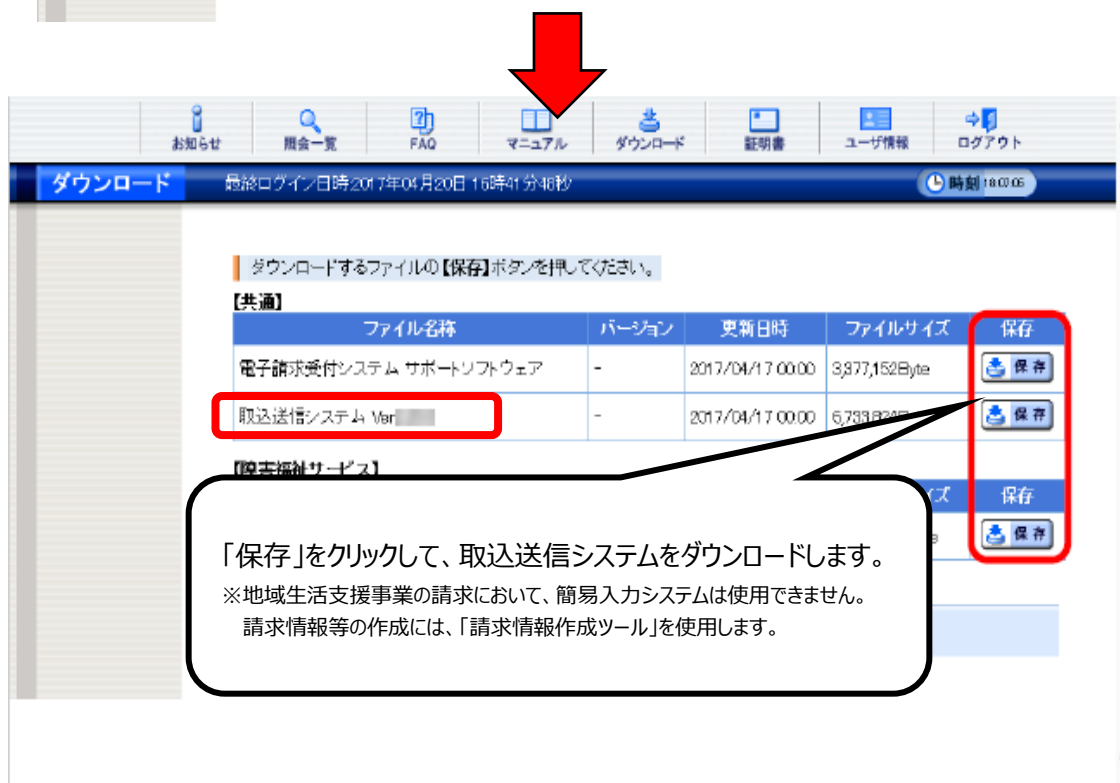 お知らせ 照会一覧 FAQ マニュアル ダウンロード 証明書 ユーザ情報 ログアウト
ダウンロード 最終ログイン日時:2017年04月20日 16時41分48秒 時刻
ダウンロードするファイルの【保存】ボタンを押してください。
【共通】
ファイル名称 バージョン 更新日時 ファイルサイズ 保存
電子請求受付システム サポートソフトウェア - 2017/04/17 00:00 3,977,152Byte 保存
取込送信システム Ver - 2017/04/17 00:00 保存
【障害福祉サービス】
イズ 保存
保存
「保存」をクリックして、取込送信システムをダウンロードします。
※地域生活支援事業の請求において、簡易入力システムは使用できません。
請求情報等の作成には、「請求情報作成ツール」を使用します。